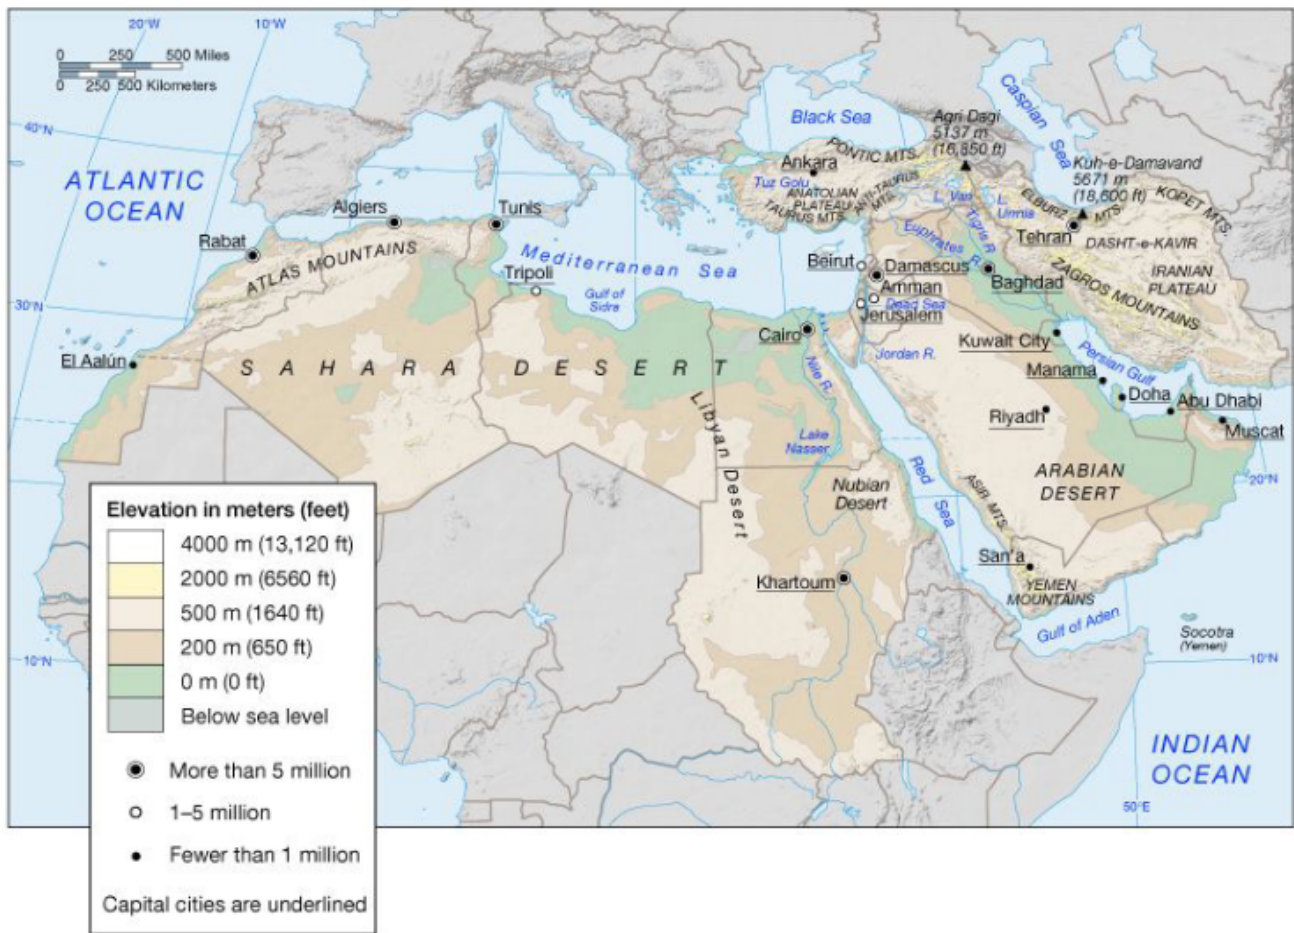 20°W
10°W
0 250 500 Miles
0 250 500 Kilometers
40°N
30°N
10°N
20°N
10°N
50°E
ATLANTIC
OCEAN
Black Sea
Caspian Sea
Agri Dagi
5137 m
(16,850 ft)
Kuh-e-Damavand
5671 m
(18,600 ft)
Ankara
PONTIC MTS.
Tuz Golu
ANATOLIAN
PLATEAU
TAURUS MTS.
ANTI-TAURUS
MTS.
L. Van
L.
Urmia
ELBURZ MTS.
KOPET MTS.
Tehran
DASHT-e-KAVIR
ZAGROS MOUNTAINS
IRANIAN
PLATEAU
Tigris R.
Euphrates R.
Algiers
Tunis
Rabat
ATLAS MOUNTAINS
Tripoli
Mediterranean Sea
Gulf of
Sidra
Beirut
Damascus
Amman
Dead Sea
Jerusalem
Baghdad
Cairo
Jordan R.
Kuwait City
Persian Gulf
Manama
Doha
Abu Dhabi
Muscat
Riyadh
El Aalún
SAHARA DESERT
Nile R.
Libyan Desert
Lake
Nasser
Nubian
Desert
Red Sea
ASIR MTS.
ARABIAN
DESERT
San'a
YEMEN
MOUNTAINS
Khartoum
Gulf of Aden
Socotra
(Yemen)
INDIAN
OCEAN
Elevation in meters (feet)
4000 m (13,120 ft)
2000 m (6560 ft)
500 m (1640 ft)
200 m (650 ft)
0 m (0 ft)
Below sea level
More than 5 million
1–5 million
Fewer than 1 million
Capital cities are underlined